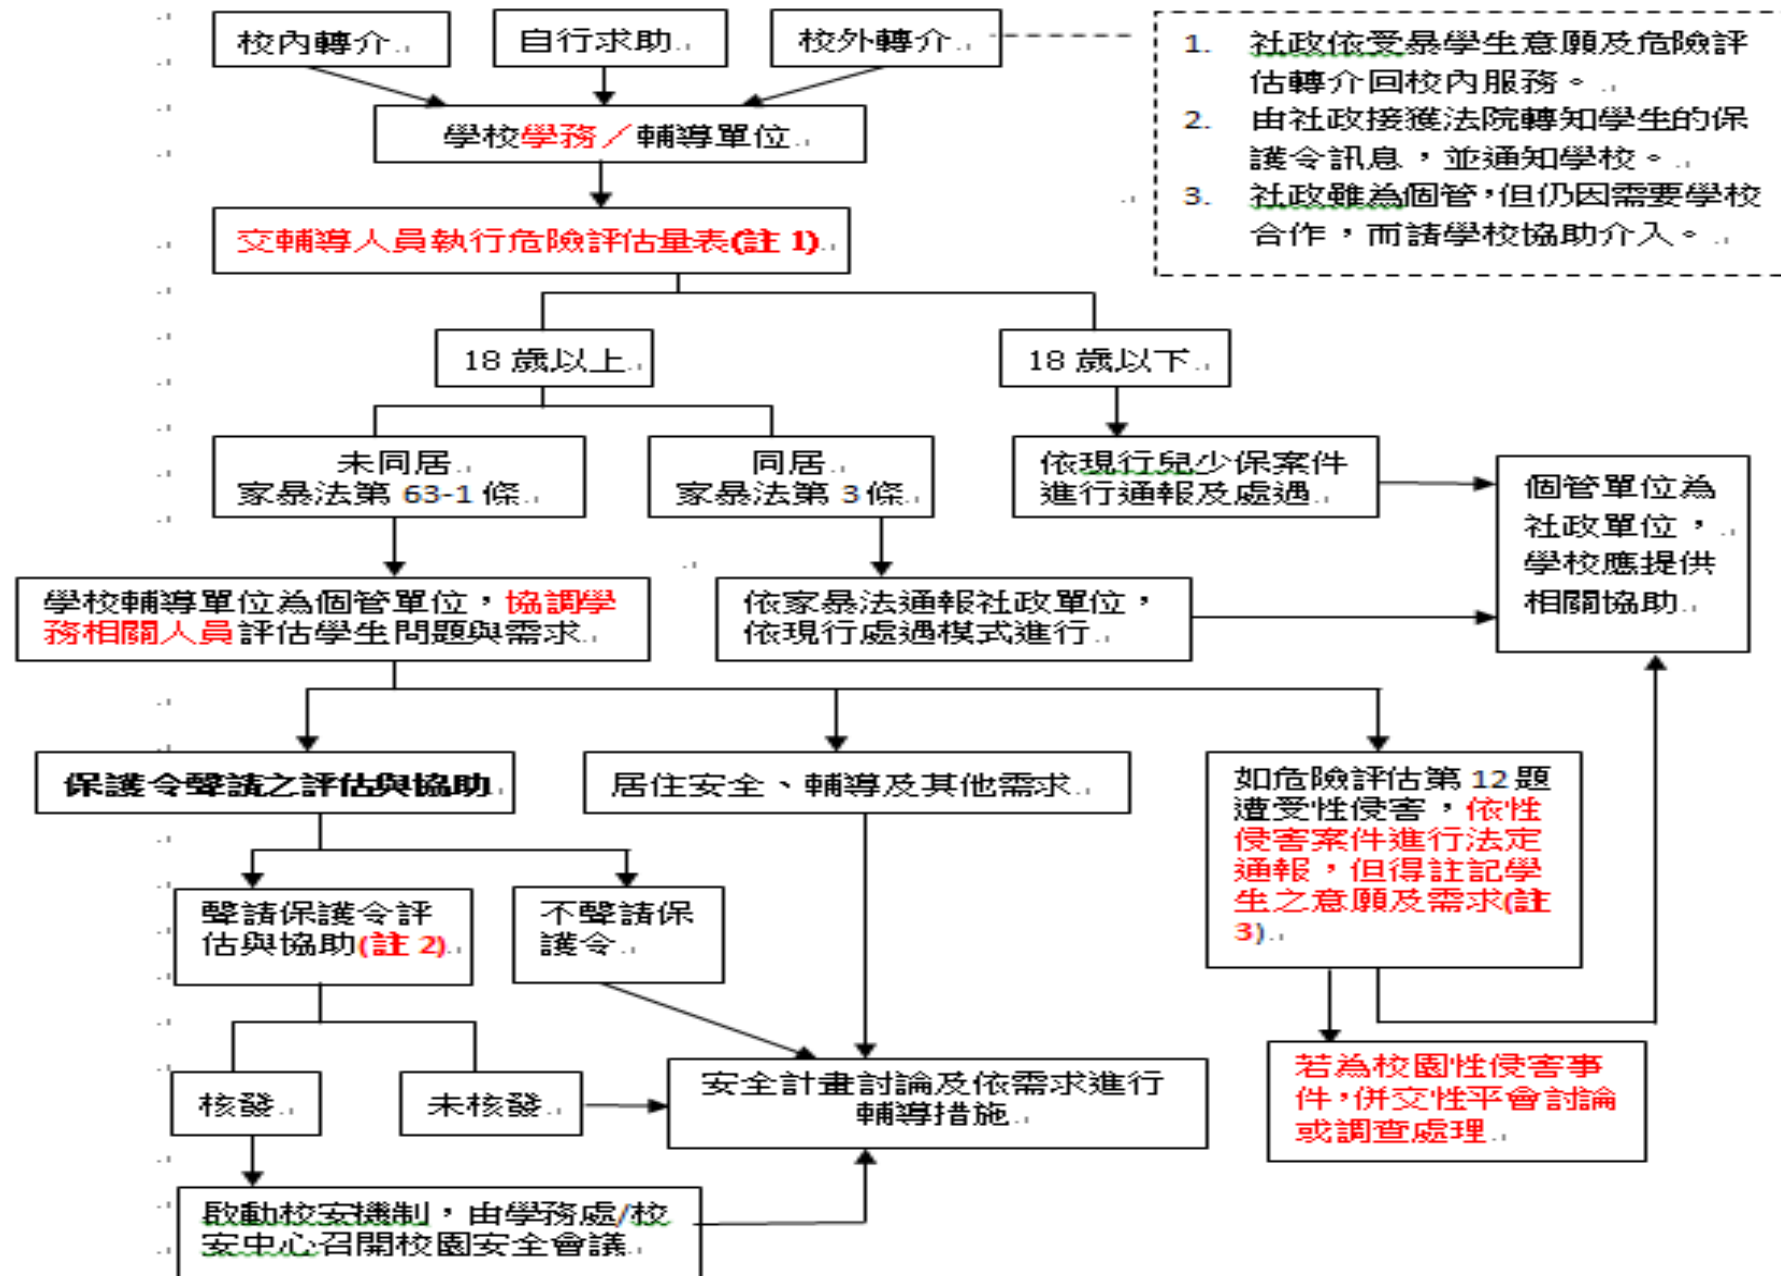 校內轉介
自行求助
校外轉介
1. 社政依受暴學生意願及危險評
估轉介回校內服務。
2. 由社政接獲法院轉知學生的保
護令訊息，並通知學校。
3. 社政雖為個管，但仍因需要學校
合作，而請學校協助介入。
學校學務／輔導單位
交輔導人員執行危險評估量表(註 1)
18 歲以上
18 歲以下
未同居
家暴法第 63-1 條
同居
家暴法第 3 條
依現行兒少保案件
進行通報及處遇
個管單位為
社政單位，
學校應提供
相關協助
學校輔導單位為個管單位，協調學
務相關人員評估學生問題與需求
依家暴法通報社政單位，
依現行處遇模式進行
保護令聲請之評估與協助
居住安全、輔導及其他需求
如危險評估第 12 題
遭受性侵害，依性
侵害案件進行法定
通報，但得註記學
生之意願及需求(註
3)
聲請保護令評
估與協助(註 2)
不聲請保
護令
核發
未核發
安全計畫討論及依需求進行
輔導措施
若為校園性侵害事
件，併交性平會討論
或調查處理
啟動校安機制，由學務處/校
安中心召開校園安全會議